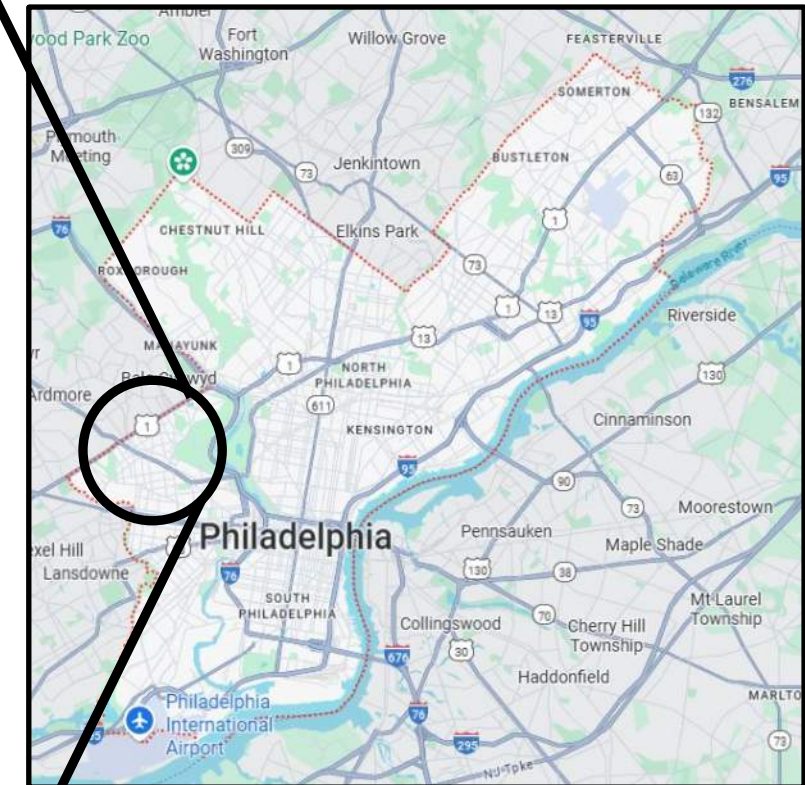 Ambler
wood Park Zoo
Fort
Washington
Willow Grove
FEASTERVILLE
276
SOMERTON
132
BENSALEM
Plymouth
Meeting
309
73
Jenkintown
BUSTLETON
63
95
76
CHESTNUT HILL
Elkins Park
1
73
Delaware River
ROXBOROUGH
1
13
95
Riverside
MANAYUNK
13
1
NORTH
PHILADELPHIA
130
Bala Cynwyd
Ardmore
611
1
KENSINGTON
Cinnaminson
95
90
73
Moorestown
Philadelphia
Pennsauken
Maple Shade
exel Hill
Lansdowne
76
130
38
SOUTH
PHILADELPHIA
Mt Laurel
Township
Collingswood
70
Cherry Hill
Township
30
676
Haddonfield
MARLTO
Philadelphia
International
Airport
76
95
295
73
NJ-Tpke